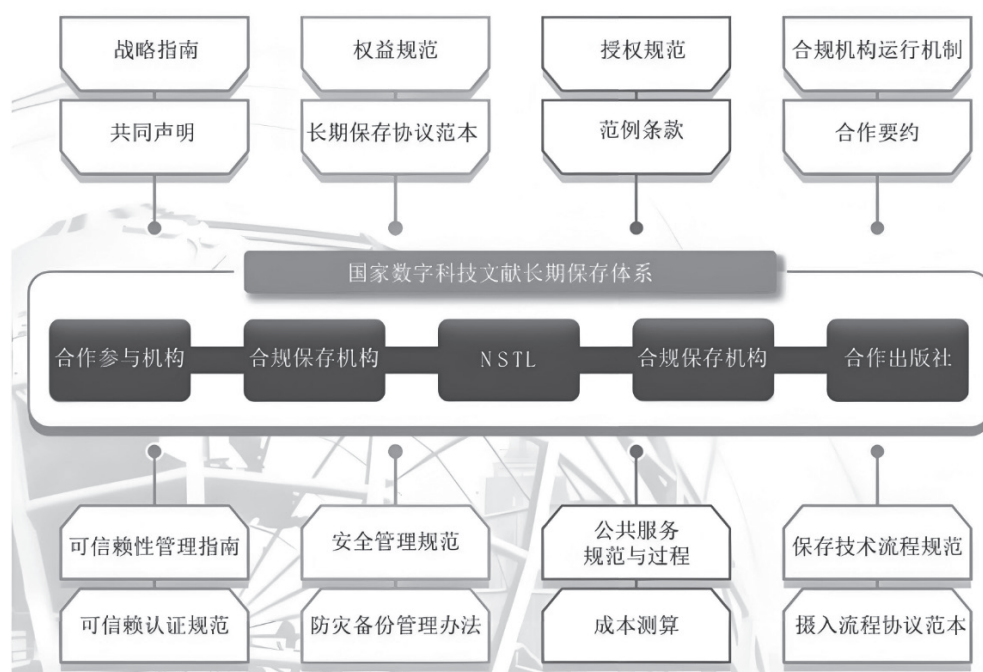 战略指南
权益规范
授权规范
合规机构运行机制
共同声明
长期保存协议范本
范例条款
合作要约
国家数字科技文献长期保存体系
合作参与机构
合规保存机构
NSTL
合规保存机构
合作出版社
可信赖性管理指南
安全管理规范
公共服务
规范与过程
保存技术流程规范
可信赖认证规范
防灾备份管理办法
成本测算
摄入流程协议范本